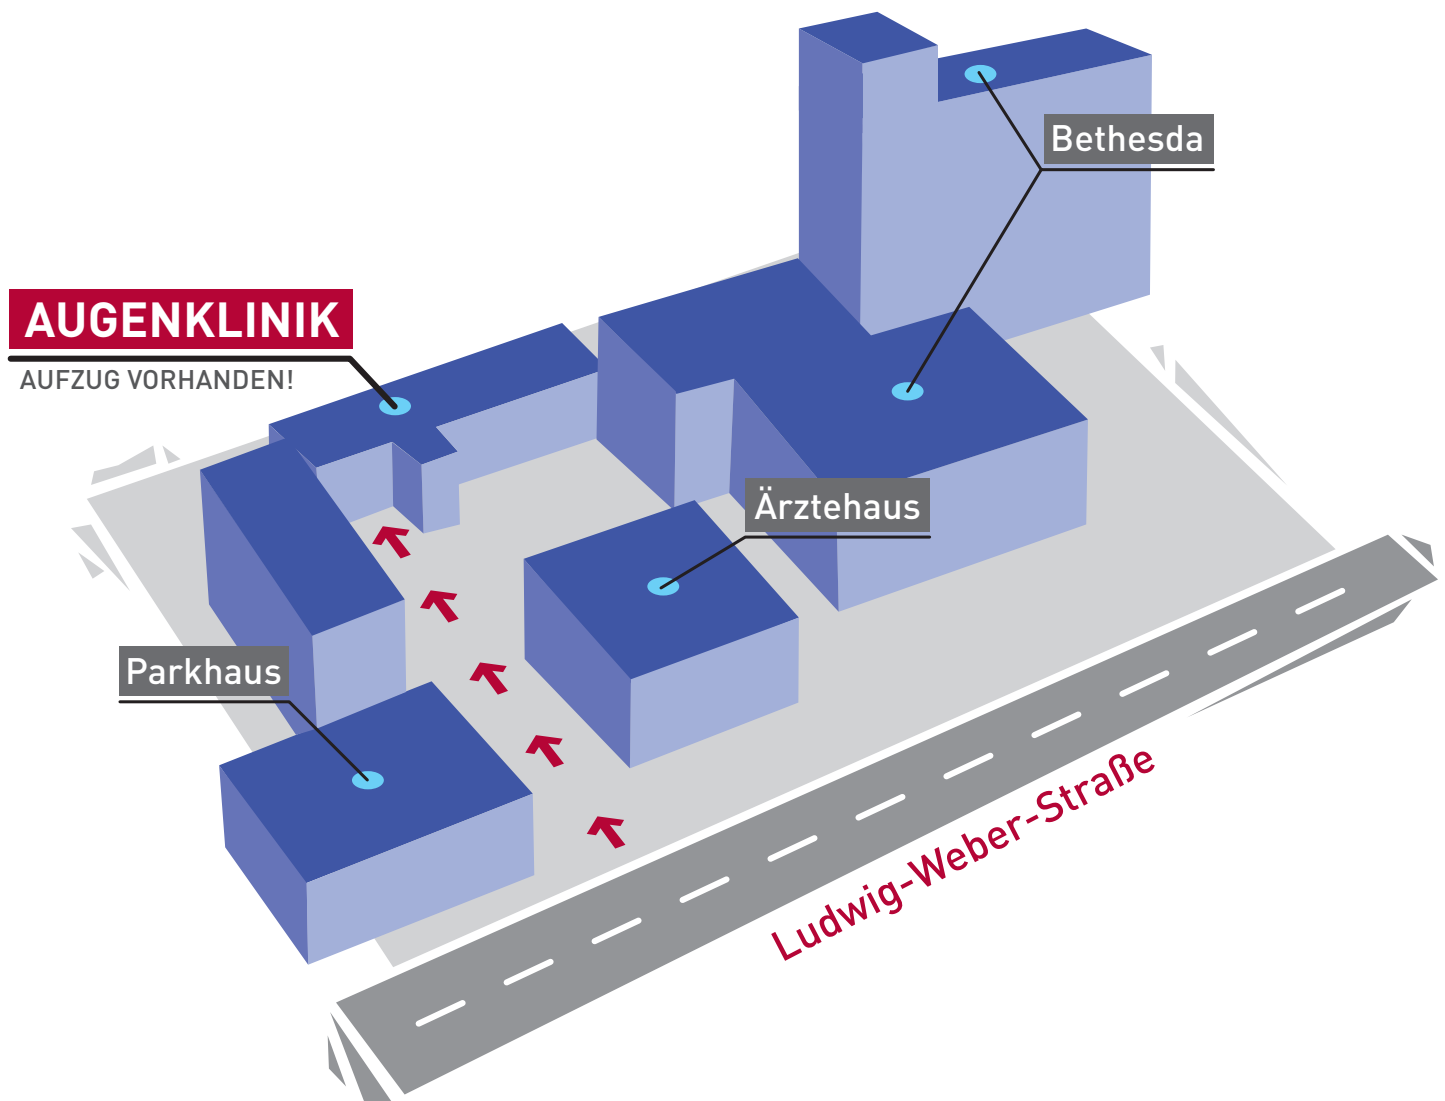 Bethesda
AUGENKLINIK
AUFZUG VORHANDEN!
Ärztehaus
Parkhaus
Ludwig-Weber-Straße